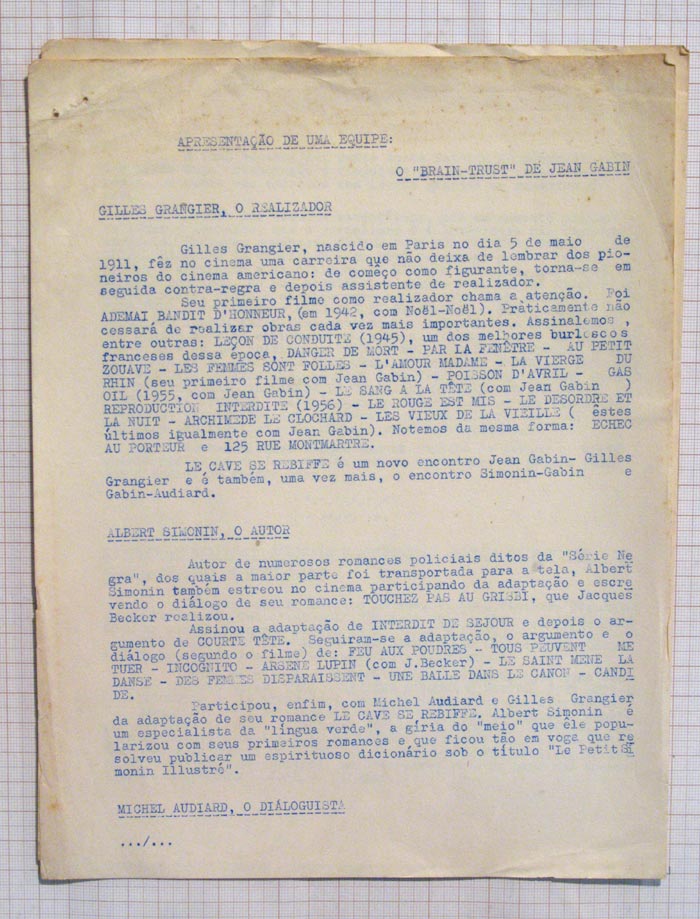 APRESENTAÇÃO DE UMA EQUIPE:
O "BRAIN-TRUST" DE JEAN GABIN
GILLES GRANGIER, O REALIZADOR
Gilles Grangier, nascido em Paris no dia 5 de maio de
1911, fêz no cinema uma carreira que não deixa de lembrar dos pio-
neiros do cinema americano: de começo como figurante, torna-se em
seguida contra-regra e depois assistente de realizador.
Seu primeiro filme como realizador chama a atenção. Foi
ADEMAI BANDIT D'HONNEUR, (em 1942, com Noël-Noël). Pràticamente não
cessará de realizar obras cada vez mais importantes. Assinalemos ,
entre outras: LEÇON DE CONDUITE (1945), um dos melhores burlescos
franceses dessa época, DANGER DE MORT - PAR LA FENÊTRE - AU PETIT
ZOUAVE - LES FEMMES SONT FOLLES - L'AMOUR MADAME - LA VIERGE DU
RHIN (seu primeiro filme com Jean Gabin) - POISSON D'AVRIL - GAS
OIL (1955, com Jean Gabin) - LE SANG A LA TÊTE (com Jean Gabin )
REPRODUCTION INTERDITE (1956) - LE ROUGE EST MIS - LE DESORDRE ET
LA NUIT - ARCHIMEDE LE CLOCHARD - LES VIEUX DE LA VIEILLE ( êstes
últimos igualmente com Jean Gabin). Notemos da mesma forma: ECHEC
AU PORTEUR e 125 RUE MONTMARTRE.
LE CAVE SE REBIFFE é um novo encontro Jean Gabin- Gilles
Grangier e é também, uma vez mais, o encontro Simonin-Gabin e
Gabin-Audiard.
ALBERT SIMONIN, O AUTOR
Autor de numerosos romances policiais ditos da "Série Ne
gra", dos quais a maior parte foi transportada para a tela, Albert
Simonin também estreou no cinema participando da adaptação e escre
vendo o diálogo de seu romance: TOUCHEZ PAS AU GRISBI, que Jacques
Becker realizou.
Assinou a adaptação de INTERDIT DE SEJOUR e depois o ar-
gumento de COURTE TÊTE. Seguiram-se a adaptação, o argumento e o
diálogo (segundo o filme) de: FEU AUX POUDRES - TOUS PEUVENT ME
TUER - INCOGNITO - ARSENE LUPIN (com J.Becker) - LE SAINT MENE LA
DANSE - DES FEMMES DISPARAISSENT - UNE BALLE DANS LE CANON - CANDI
DE.
Participou, enfim, com Michel Audiard e Gilles Grangier
da adaptação de seu romance LE CAVE SE REBIFFE. Albert Simonin é
um especialista da "língua verde", a gíria do "meio" que êle popu-
larizou com seus primeiros romances e que ficou tão em voga que re
solveu publicar um espirituoso dicionário sob o título "Le Petit Si
monin Illustré".
MICHEL AUDIARD, O DIÁLOGUISTA
.../...